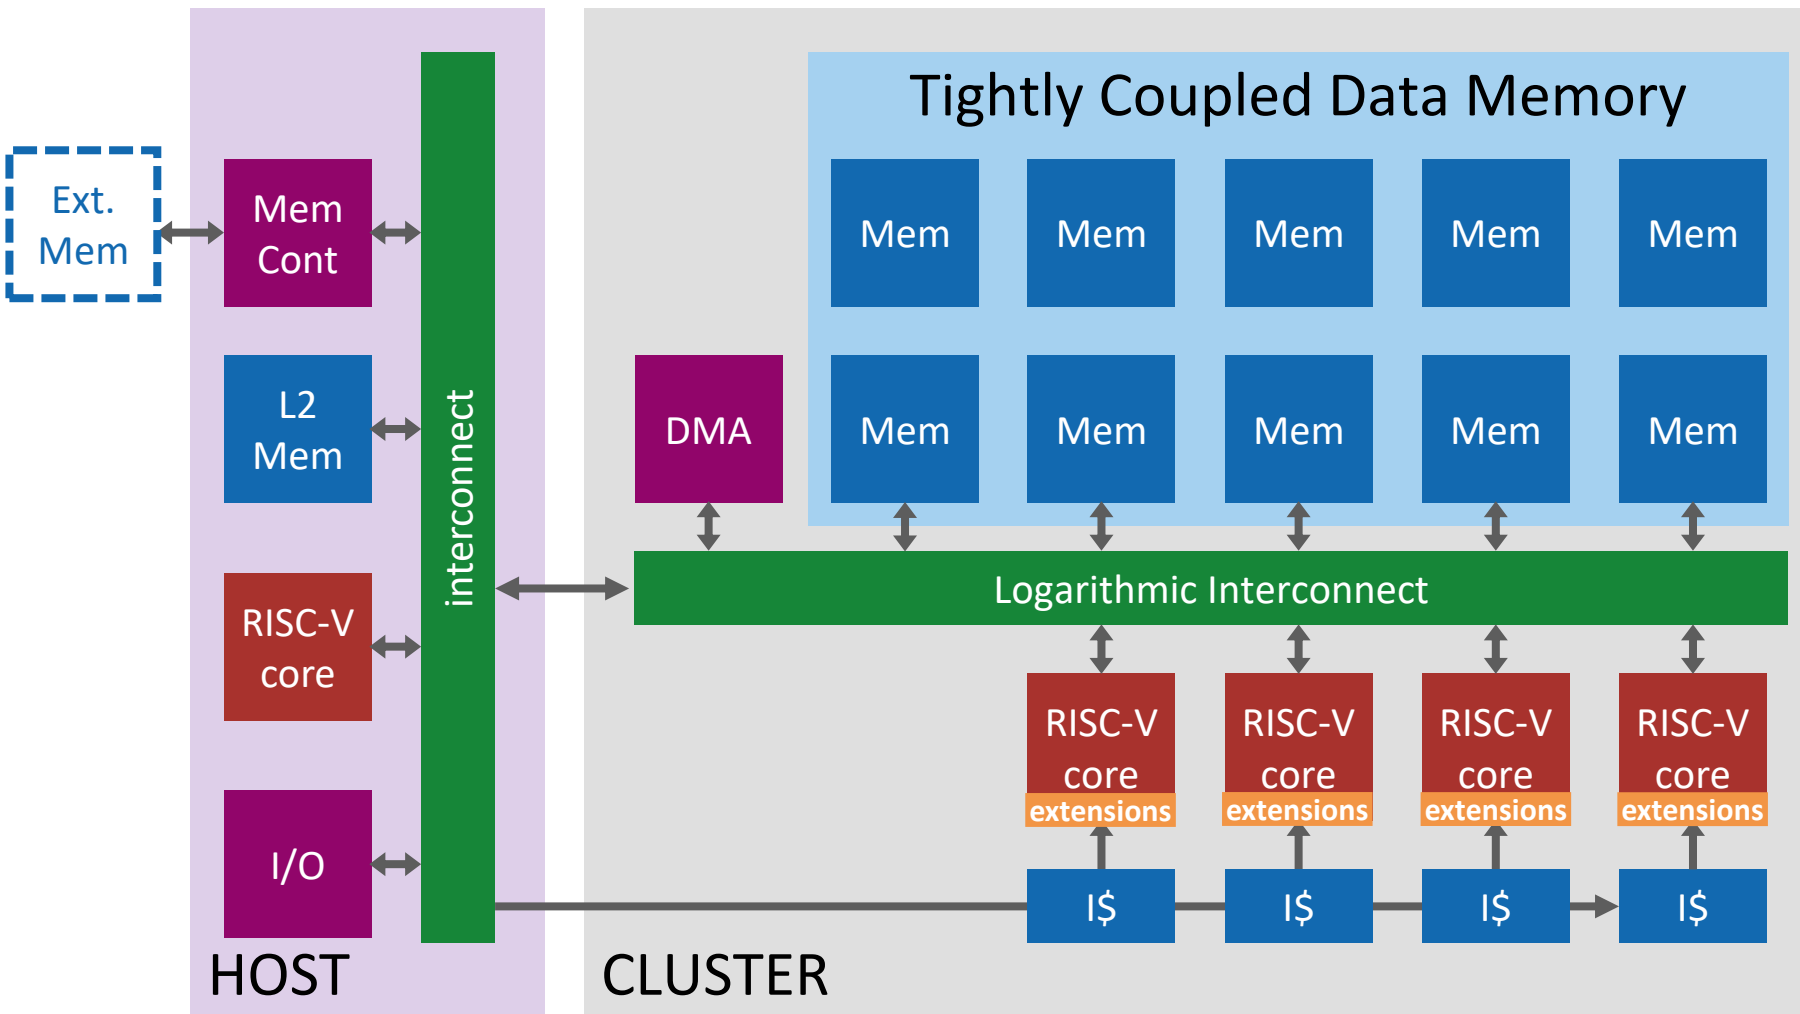 Tightly Coupled Data Memory
Ext.
Mem
Mem
Cont
Mem
Mem
Mem
Mem
Mem
L2
Mem
interconnect
DMA
Mem
Mem
Mem
Mem
Mem
Logarithmic Interconnect
RISC-V
core
RISC-V
core
extensions
RISC-V
core
extensions
RISC-V
core
extensions
RISC-V
core
extensions
I/O
I$
I$
I$
I$
HOST
CLUSTER